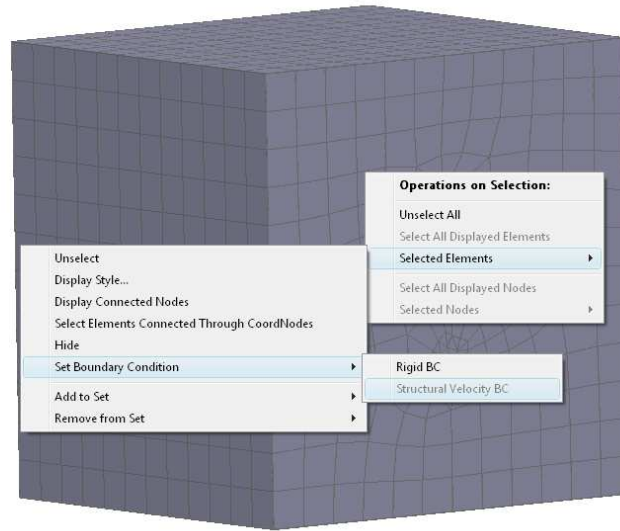 Operations on Selection:
Unselect All
Select All Displayed Elements
Selected Elements
Select All Displayed Nodes
Selected Nodes
Unselect
Display Style...
Display Connected Nodes
Select Elements Connected Through CoordNodes
Hide
Set Boundary Condition
Add to Set
Remove from Set
Rigid BC
Structural Velocity BC